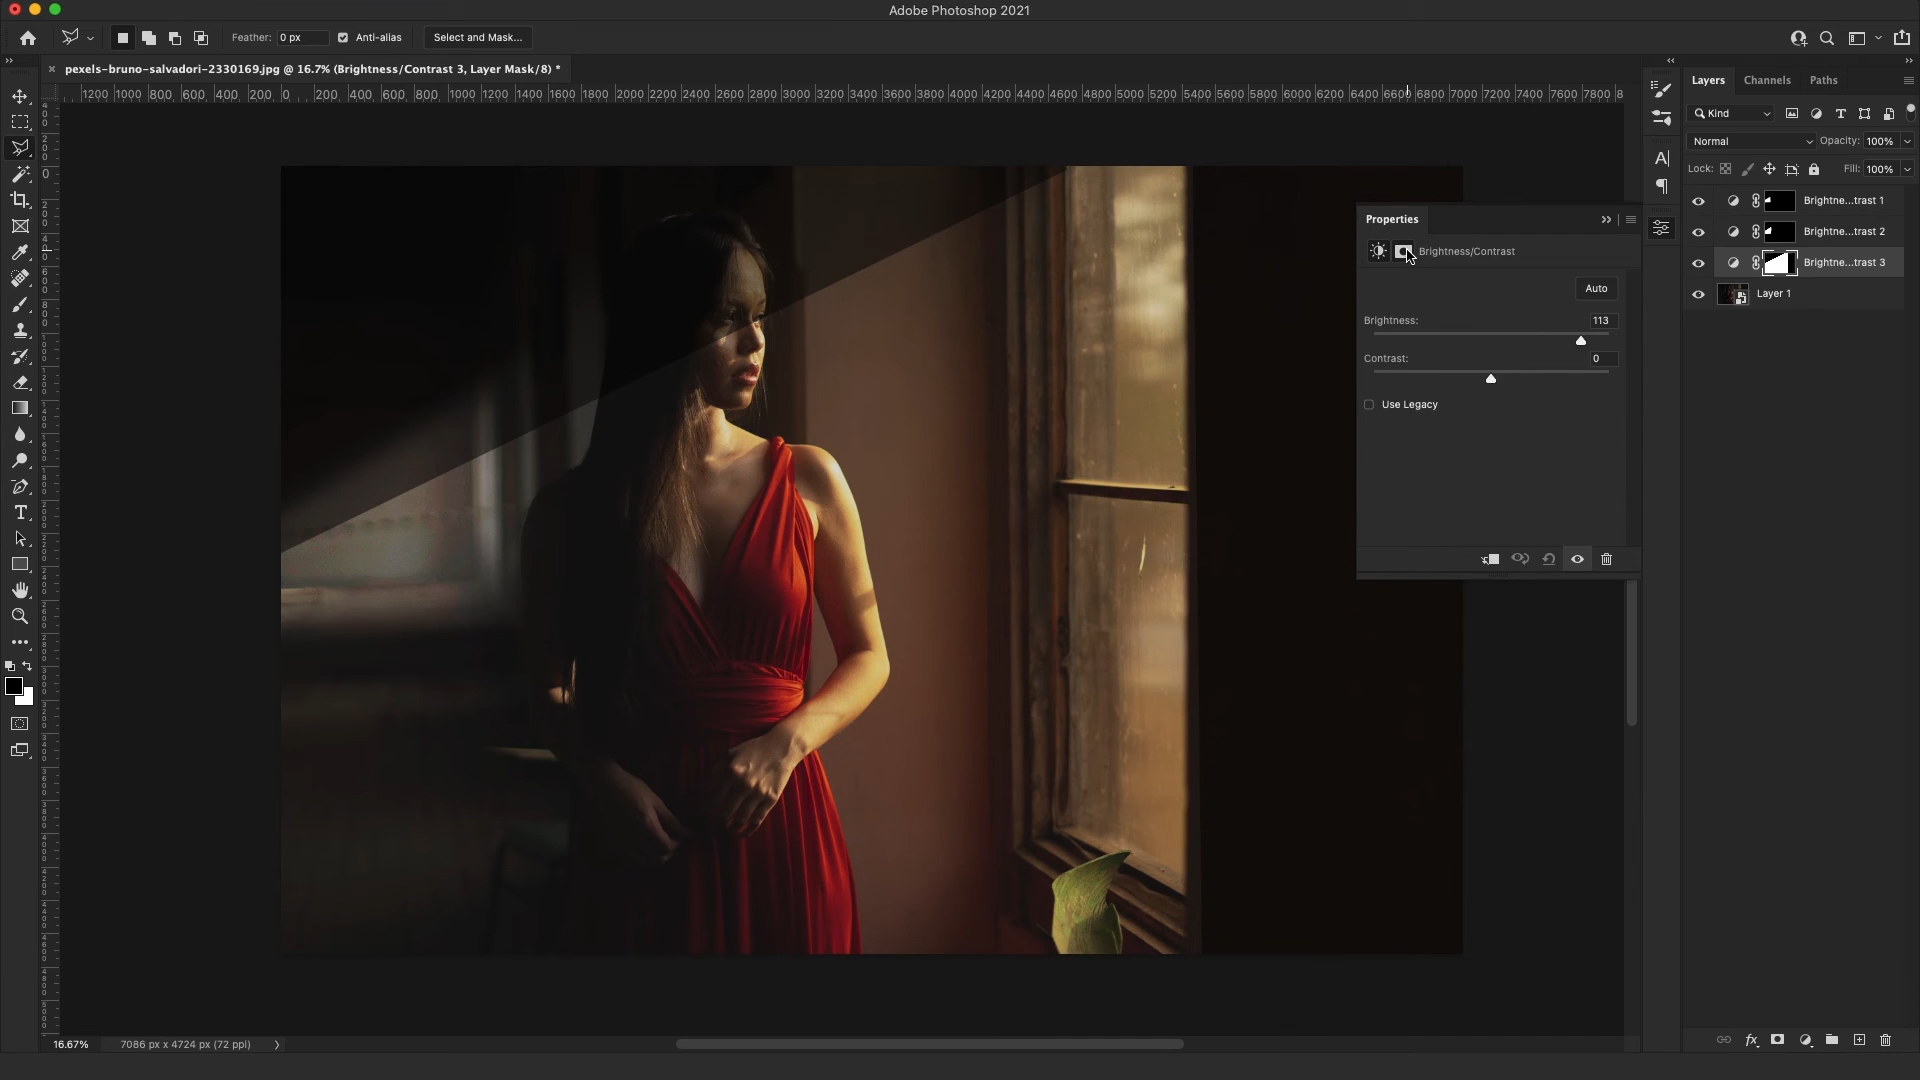 Adobe Photoshop 2021
Feather: 0 px Anti-alias Select and Mask...
pexels-bruno-salvadori-2330169.jpg @ 16.7% (Brightness/Contrast 3, Layer Mask/8) *
1200 1000 800 600 400 200 0 200 400 600 800 1000 1200 1400 1600 1800 2000 2200 2400 2600 2800 3000 3200 3400 3600 3800 4000 4200 4400 4600 4800 5000 5200 5400 5600 5800 6000 6200 6400 6600 6800 7000 7200 7400 7600 7800 8
Layers Channels Paths
Kind
Normal Opacity: 100%
Lock: Fill: 100%
Brightne...trast 1
Brightne...trast 2
Brightne...trast 3
Layer 1
Properties
Brightness/Contrast
Auto
Brightness: 113
Contrast: 0
Use Legacy
16.67% 7086 px x 4724 px (72 ppi)